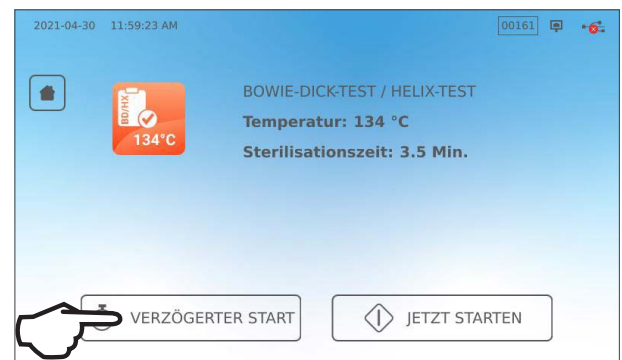 2021-04-30 11:59:23 AM 00161
BD/HX
134°C
BOWIE-DICK-TEST / HELIX-TEST
Temperatur: 134 °C
Sterilisationszeit: 3.5 Min.
VERZÖGERTER START JETZT STARTEN